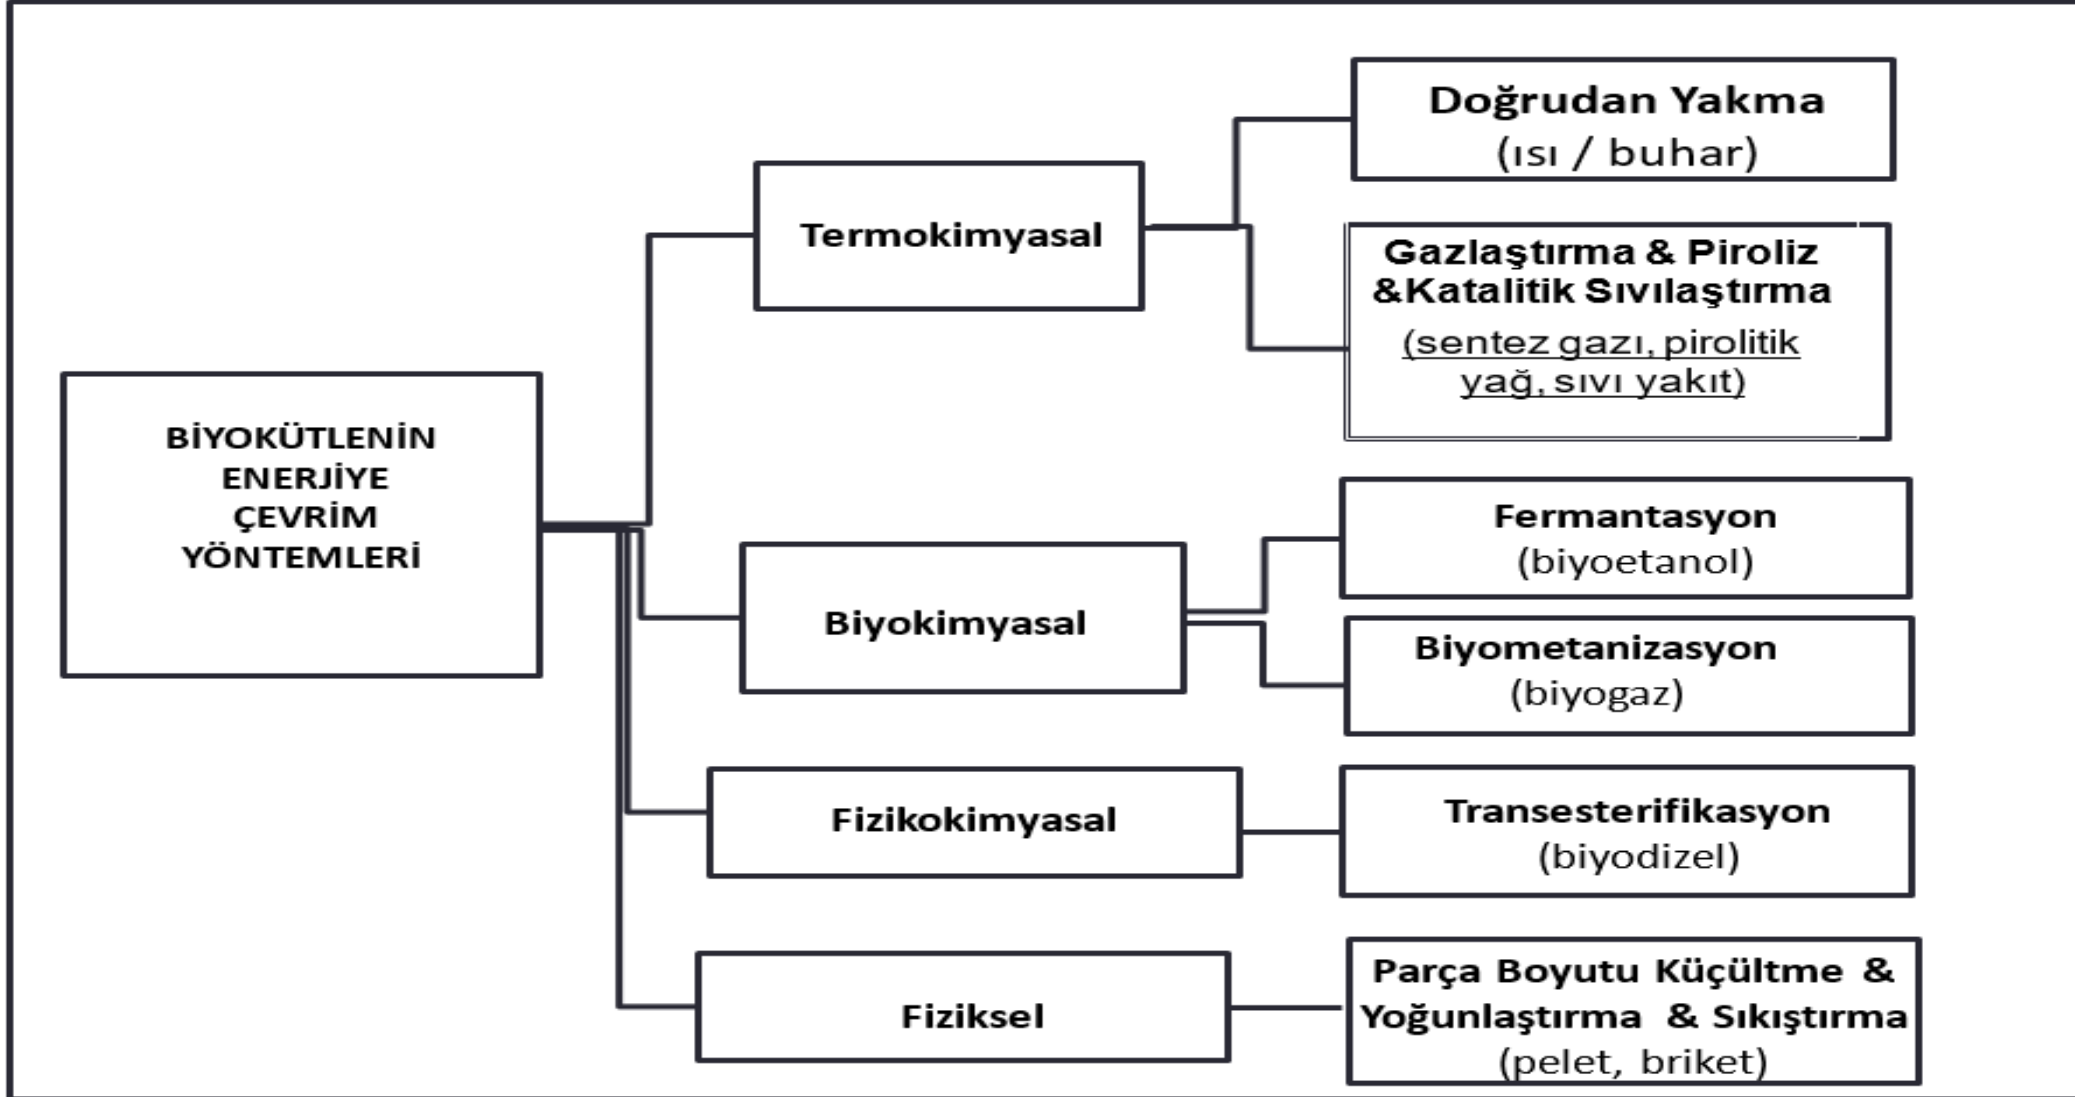 BİYOKÜTLENİN
ENERJİYE
ÇEVRİM
YÖNTEMLERİ
Termokimyasal
Doğrudan Yakma
(ısı / buhar)
Gazlaştırma & Piroliz
&Katalitik Sıvılaştırma
(sentez gazı, pirolitik
yağ, sıvı yakıt)
Biyokimyasal
Fermantasyon
(biyoetanol)
Biyometanizasyon
(biyogaz)
Fizikokimyasal
Transesterifikasyon
(biyodizel)
Fiziksel
Parça Boyutu Küçültme &
Yoğunlaştırma & Sıkıştırma
(pelet, briket)